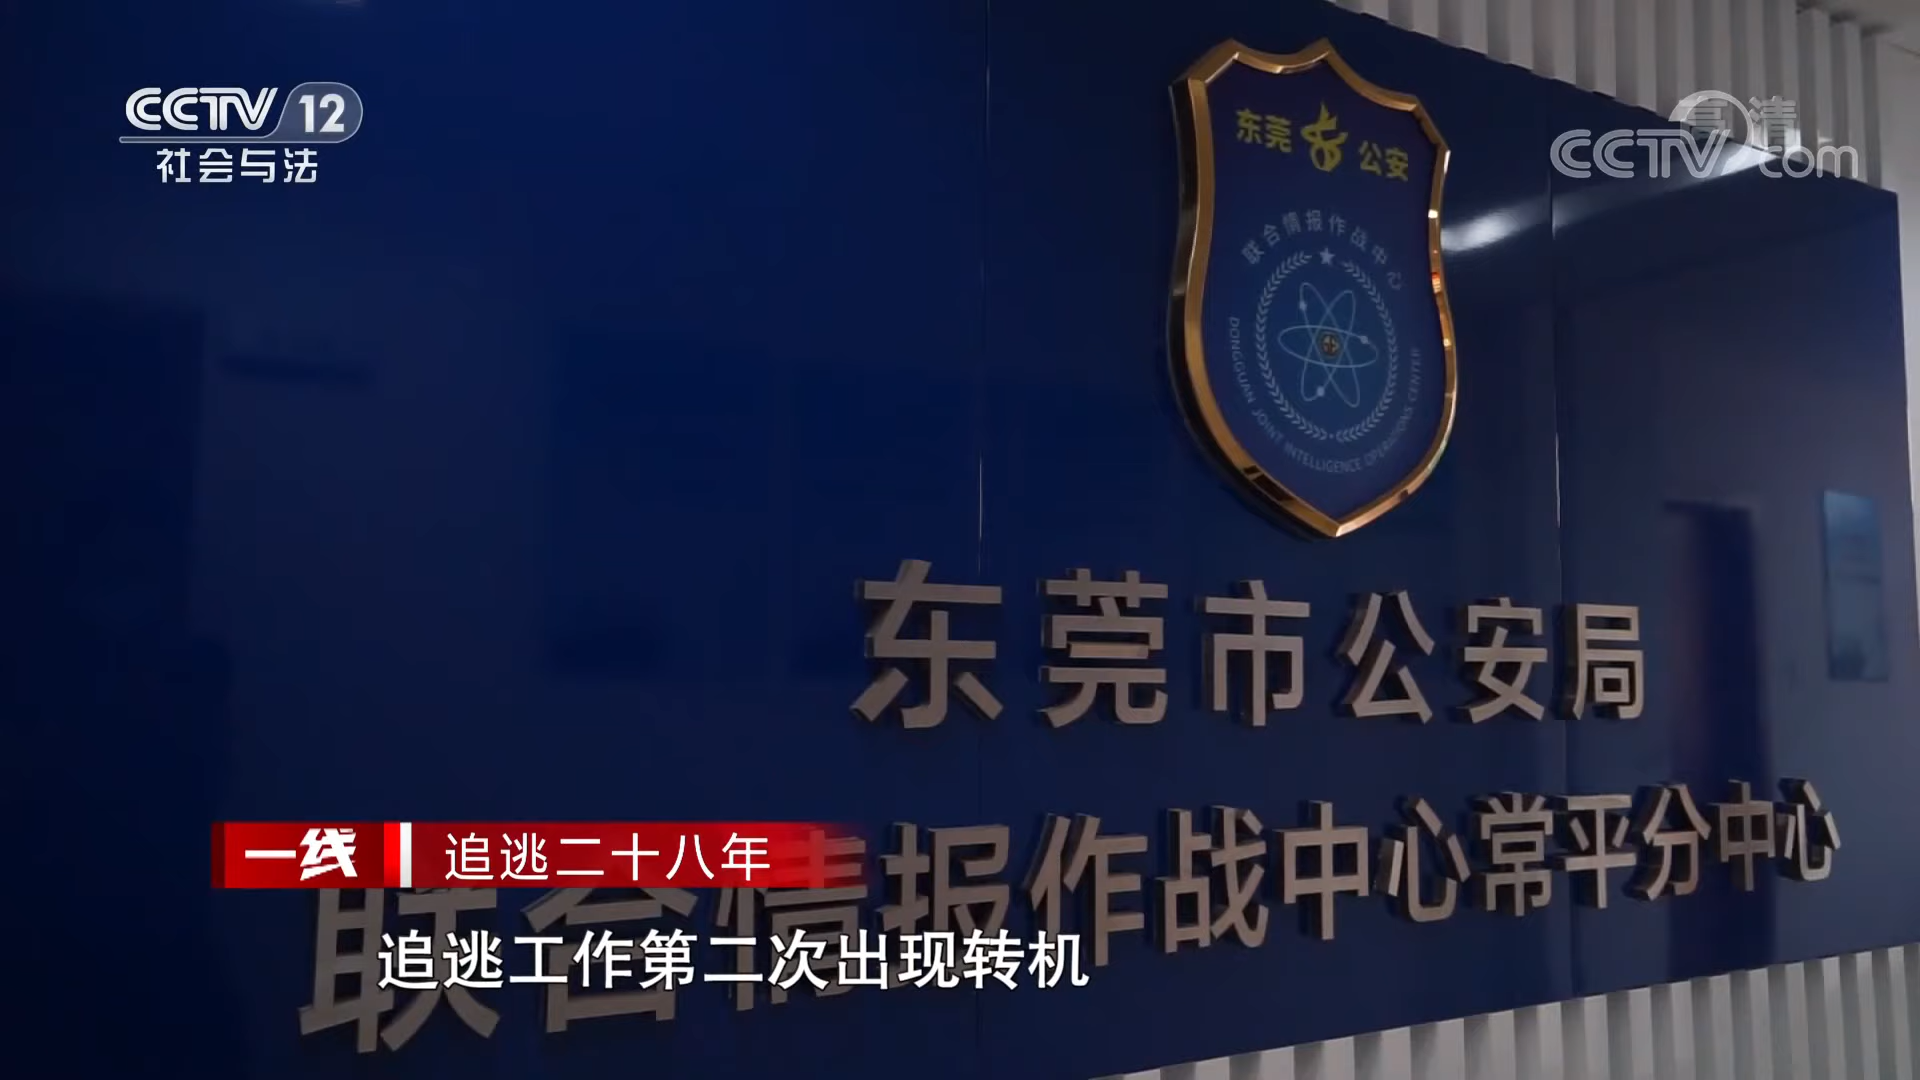 CCTV 12
社会与法
高清
CCTV com
东莞 公安
联合情报作战中心
DONGGUAN JOINT INTELLIGENCE OPERATIONS CENTER
东莞市公安局
联合情报作战中心常平分中心
一线 追逃二十八年
追逃工作第二次出现转机